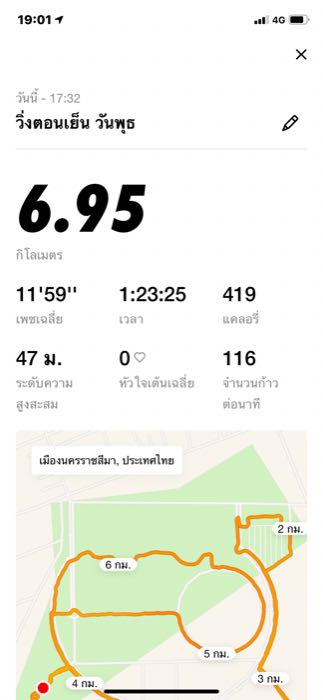 19:01
4G
วันนี้ - 17:32
วิ่งตอนเย็น วันพุธ
6.95
กิโลเมตร
11'59'' 1:23:25 419
เพซเฉลี่ย เวลา แคลอรี่
47 ม. 0 116
ระดับความ หัวใจเต้นเฉลี่ย จำนวนก้าว
สูงสะสม ต่อนาที
เมืองนครราชสีมา, ประเทศไทย
2 กม.
6 กม.
5 กม.
4 กม.
3 กม.